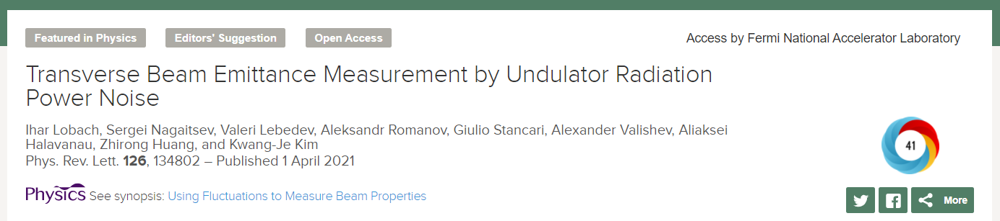 Featured in Physics Editors' Suggestion Open Access
Access by Fermi National Accelerator Laboratory
Transverse Beam Emittance Measurement by Undulator Radiation
Power Noise
Ihar Lobach, Sergei Nagaitsev, Valeri Lebedev, Aleksandr Romanov, Giulio Stancari, Alexander Valishev, Aliaksei
Halavanau, Zhirong Huang, and Kwang-Je Kim
Phys. Rev. Lett. 126, 134802 – Published 1 April 2021
41
Physics See synopsis: Using Fluctuations to Measure Beam Properties
More